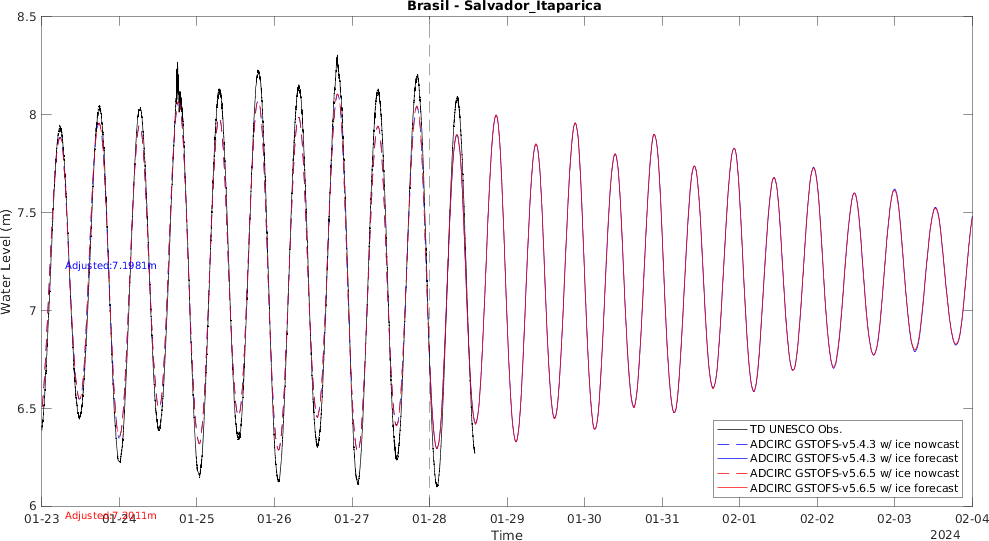 Brasil - Salvador_Itaparica
8.5
8
7.5
7
6.5
6
Water Level (m)
Adjusted:7.1981m
Adjusted:7.2011m
TD UNESCO Obs.
ADCIRC GSTOFS-v5.4.3 w/ ice nowcast
ADCIRC GSTOFS-v5.4.3 w/ ice forecast
ADCIRC GSTOFS-v5.6.5 w/ ice nowcast
ADCIRC GSTOFS-v5.6.5 w/ ice forecast
01-23 01-24 01-25 01-26 01-27 01-28 01-29 01-30 01-31 02-01 02-02 02-03 02-04
Time
2024